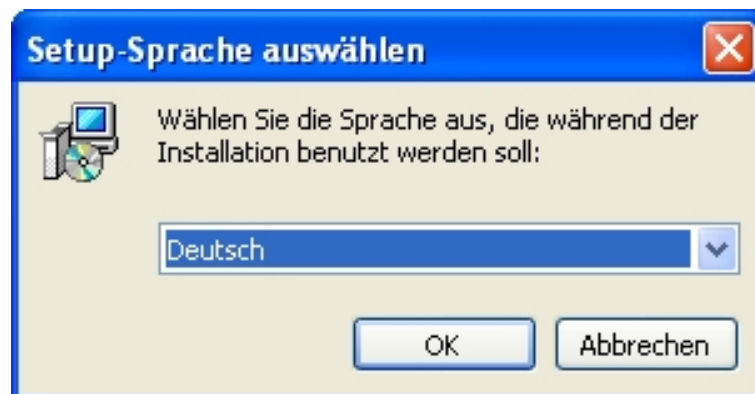 Setup-Sprache auswählen
Wählen Sie die Sprache aus, die während der
Installation benutzt werden soll:
Deutsch
OK Abbrechen